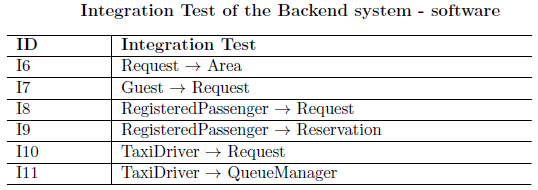 Integration Test of the Backend system - software
ID Integration Test
I6 Request → Area
I7 Guest → Request
I8 RegisteredPassenger → Request
I9 RegisteredPassenger → Reservation
I10 TaxiDriver → Request
I11 TaxiDriver → QueueManager